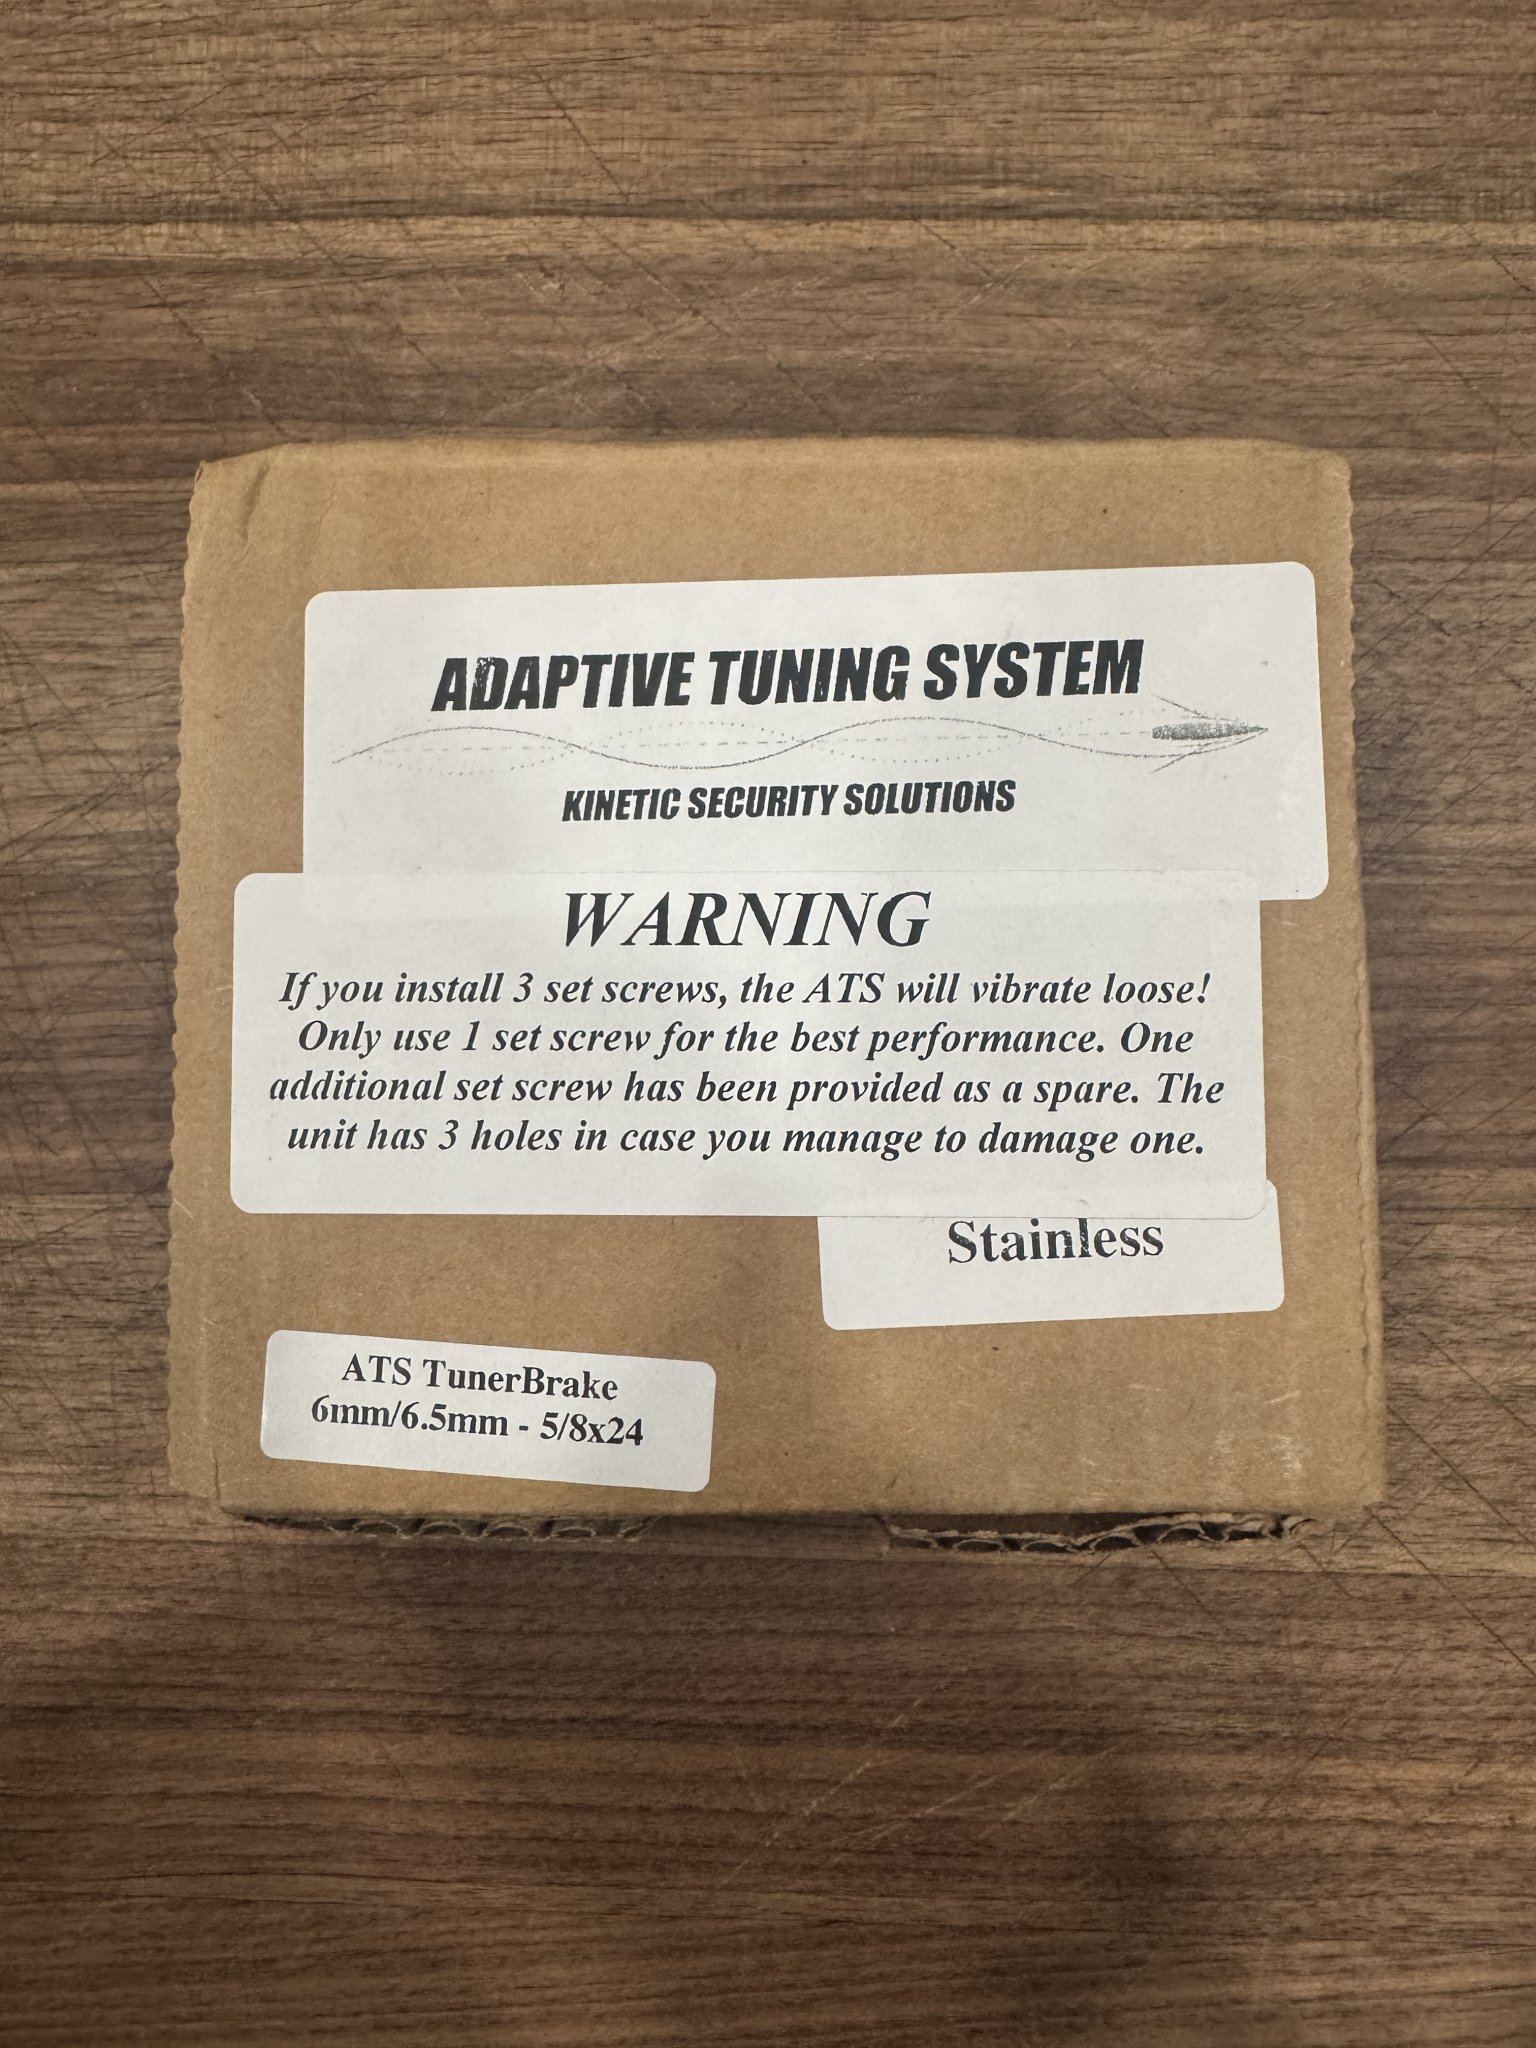 ADAPTIVE TUNING SYSTEM
KINETIC SECURITY SOLUTIONS
WARNING
If you install 3 set screws, the ATS will vibrate loose!
Only use 1 set screw for the best performance. One
additional set screw has been provided as a spare. The
unit has 3 holes in case you manage to damage one.
Stainless
ATS TunerBrake
6mm/6.5mm - 5/8x24